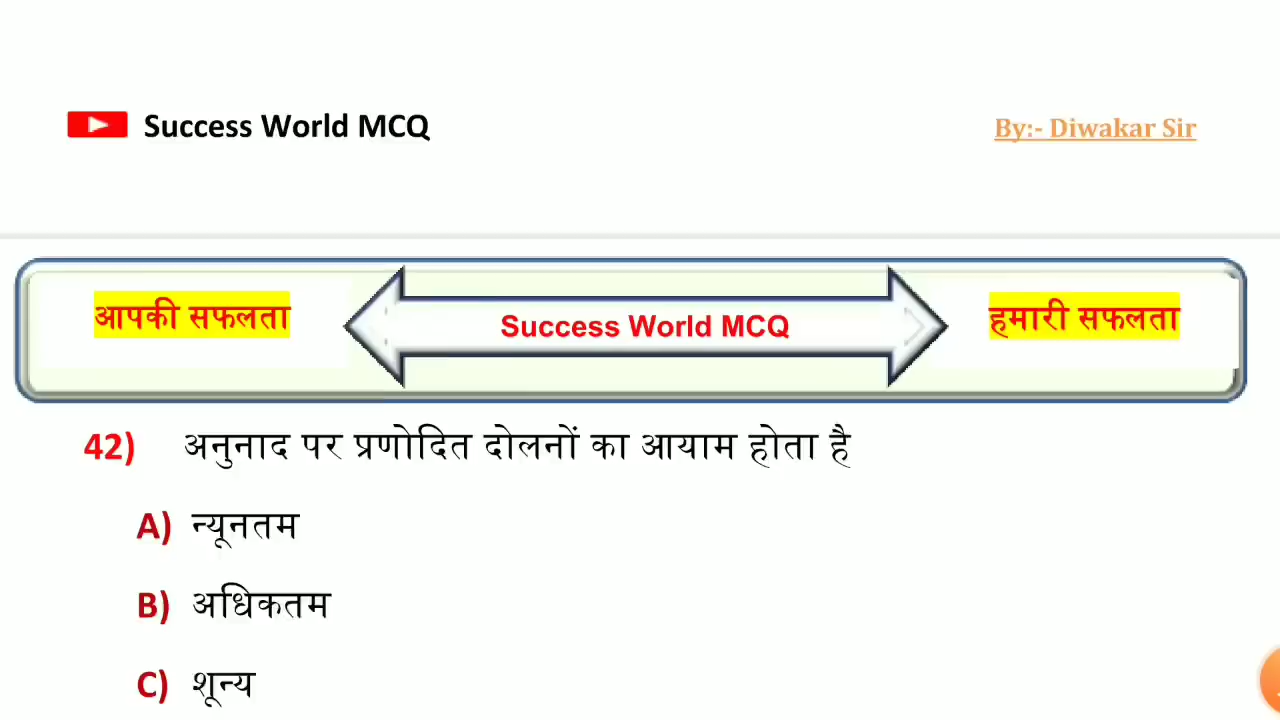 Success World MCQ
By:- Diwakar Sir
आपकी सफलता
Success World MCQ
हमारी सफलता
42) अनुनाद पर प्रणोदित दोलनों का आयाम होता है
A) न्यूनतम
B) अधिकतम
C) शून्य